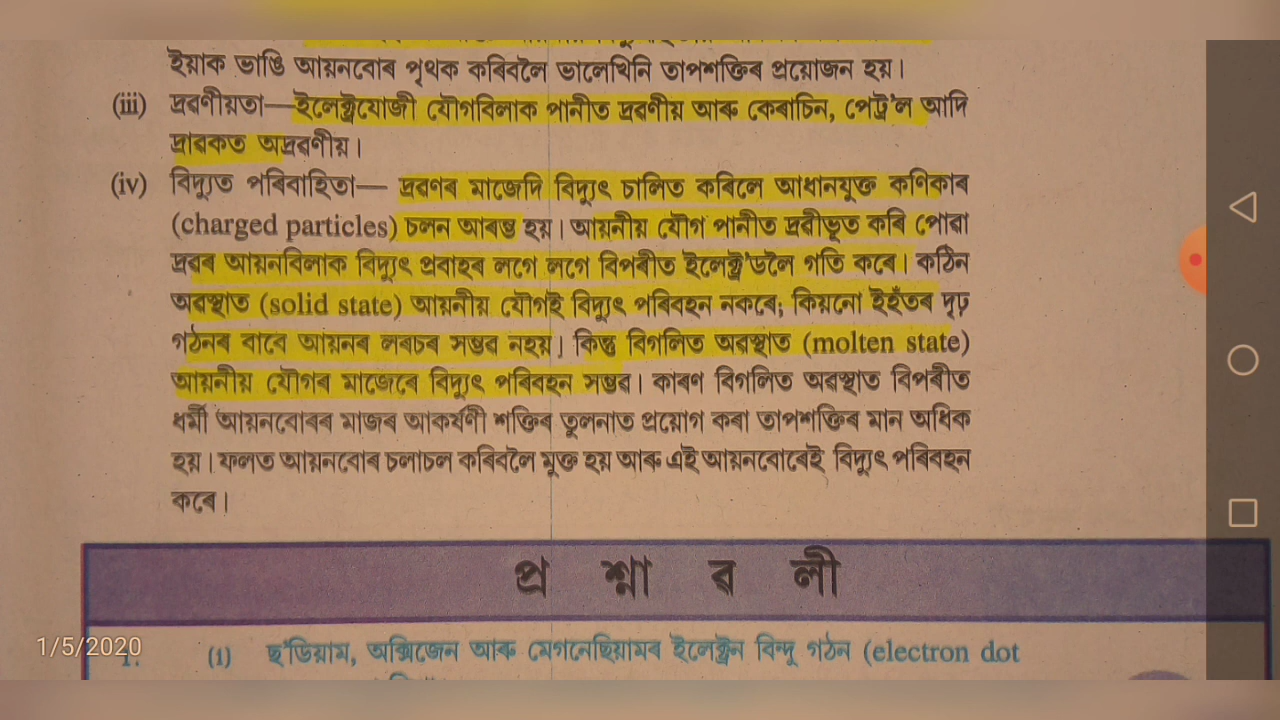 ইয়াক ভাঙি আয়নবোৰ পৃথক কৰিবলৈ ভালেখিনি তাপশক্তিৰ প্ৰয়োজন হয়।
(iii) দ্ৰৱণীয়তা—ইলেক্ট্ৰযোজী যৌগবিলাক পানীত দ্ৰৱণীয় আৰু কেৰাচিন, পেট্ৰ'ল আদি
দ্ৰাৱকত অদ্ৰৱণীয়।
(iv) বিদ্যুত পৰিবাহিতা— দ্ৰৱণৰ মাজেদি বিদ্যুৎ চালিত কৰিলে আধানযুক্ত কণিকাৰ
(charged particles) চলন আৰম্ভ হয়। আয়নীয় যৌগ পানীত দ্ৰৱীভূত কৰি পোৱা
দ্ৰৱৰ আয়নবিলাক বিদ্যুৎ প্ৰবাহৰ লগে লগে বিপৰীত ইলেক্ট্ৰ'ডলৈ গতি কৰে। কঠিন
অৱস্থাত (solid state) আয়নীয় যৌগই বিদ্যুৎ পৰিবহন নকৰে; কিয়নো ইহঁতৰ দৃঢ়
গঠনৰ বাবে আয়নৰ লৰচৰ সম্ভৱ নহয়। কিন্তু বিগলিত অৱস্থাত (molten state)
আয়নীয় যৌগৰ মাজেৰে বিদ্যুৎ পৰিবহন সম্ভৱ। কাৰণ বিগলিত অৱস্থাত বিপৰীত
ধৰ্মী আয়নবোৰৰ মাজৰ আকৰ্ষণী শক্তিৰ তুলনাত প্ৰয়োগ কৰা তাপশক্তিৰ মান অধিক
হয়। ফলত আয়নবোৰ চলাচল কৰিবলৈ মুক্ত হয় আৰু এই আয়নবোৰেই বিদ্যুৎ পৰিবহন
কৰে।
প্ৰ শ্না ৱ লী
1/5/2020
1. (i) ছ'ডিয়াম, অক্সিজেন আৰু মেগনেছিয়ামৰ ইলেক্ট্ৰন বিন্দু গঠন (electron dot